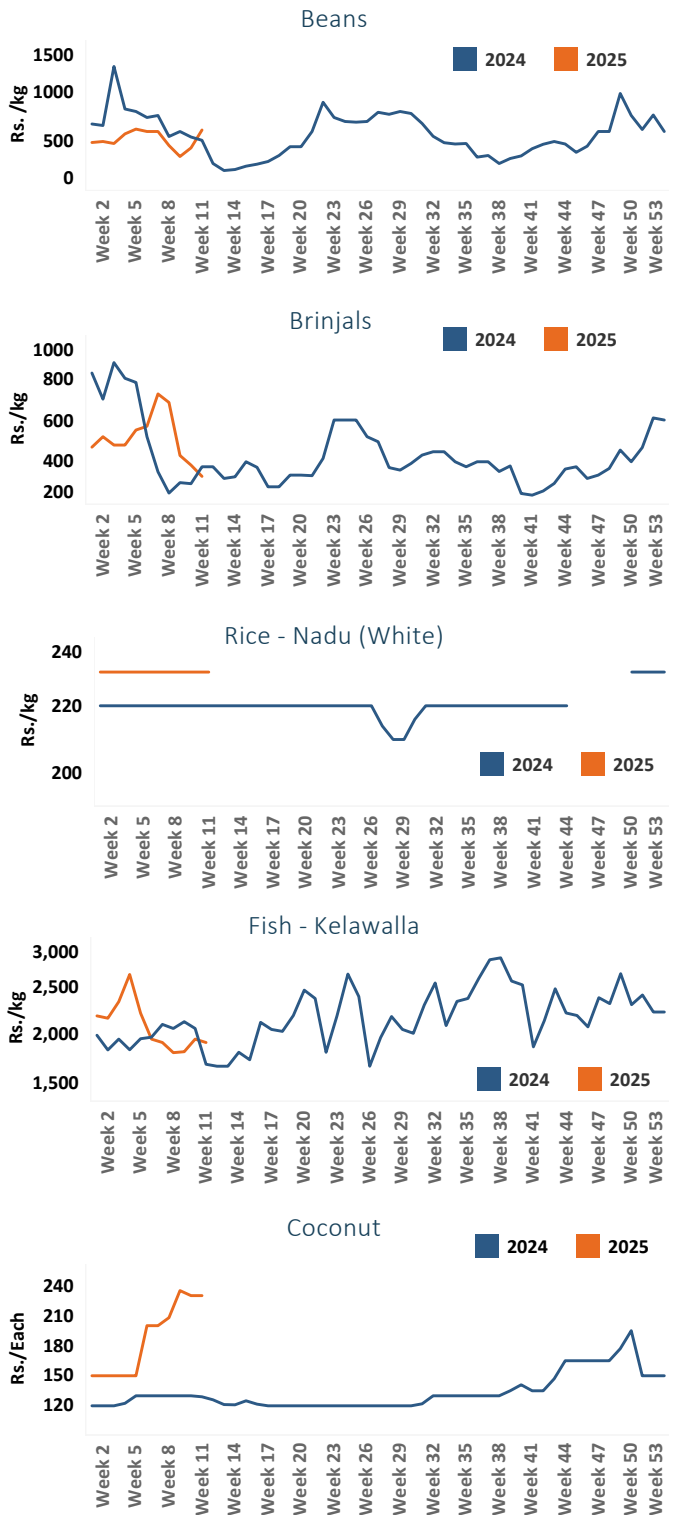 Beans
2024 2025
Rs. /kg
1500
1000
500
0
Week 2 Week 5 Week 8 Week 11 Week 14 Week 17 Week 20 Week 23 Week 26 Week 29 Week 32 Week 35 Week 38 Week 41 Week 44 Week 47 Week 50 Week 53
Brinjals
2024 2025
Rs./kg
1000
800
600
400
200
Week 2 Week 5 Week 8 Week 11 Week 14 Week 17 Week 20 Week 23 Week 26 Week 29 Week 32 Week 35 Week 38 Week 41 Week 44 Week 47 Week 50 Week 53
Rice - Nadu (White)
Rs./kg
240
220
200
2024 2025
Week 2 Week 5 Week 8 Week 11 Week 14 Week 17 Week 20 Week 23 Week 26 Week 29 Week 32 Week 35 Week 38 Week 41 Week 44 Week 47 Week 50 Week 53
Fish - Kelawalla
Rs./kg
3,000
2,500
2,000
1,500
2024 2025
Week 2 Week 5 Week 8 Week 11 Week 14 Week 17 Week 20 Week 23 Week 26 Week 29 Week 32 Week 35 Week 38 Week 41 Week 44 Week 47 Week 50 Week 53
Coconut
2024 2025
Rs./Each
240
210
180
150
120
Week 2 Week 5 Week 8 Week 11 Week 14 Week 17 Week 20 Week 23 Week 26 Week 29 Week 32 Week 35 Week 38 Week 41 Week 44 Week 47 Week 50 Week 53